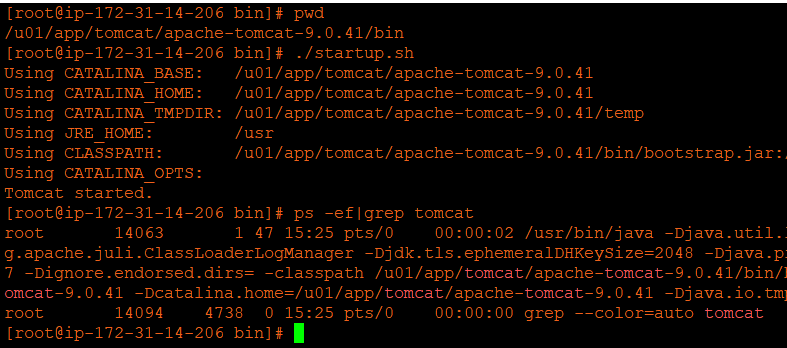 [root@ip-172-31-14-206 bin]# pwd
/u01/app/tomcat/apache-tomcat-9.0.41/bin
[root@ip-172-31-14-206 bin]# ./startup.sh
Using CATALINA_BASE:   /u01/app/tomcat/apache-tomcat-9.0.41
Using CATALINA_HOME:   /u01/app/tomcat/apache-tomcat-9.0.41
Using CATALINA_TMPDIR: /u01/app/tomcat/apache-tomcat-9.0.41/temp
Using JRE_HOME:        /usr
Using CLASSPATH:       /u01/app/tomcat/apache-tomcat-9.0.41/bin/bootstrap.jar:/
Using CATALINA_OPTS:
Tomcat started.
[root@ip-172-31-14-206 bin]# ps -ef|grep tomcat
root     14063     1 47 15:25 pts/0    00:00:02 /usr/bin/java -Djava.util.
g.apache.juli.ClassLoaderLogManager -Djdk.tls.ephemeralDHKeySize=2048 -Djava.p
7 -Dignore.endorsed.dirs= -classpath /u01/app/tomcat/apache-tomcat-9.0.41/bin/
omcat-9.0.41 -Dcatalina.home=/u01/app/tomcat/apache-tomcat-9.0.41 -Djava.io.tm
root     14094  4738  0 15:25 pts/0    00:00:00 grep --color=auto tomcat
[root@ip-172-31-14-206 bin]#